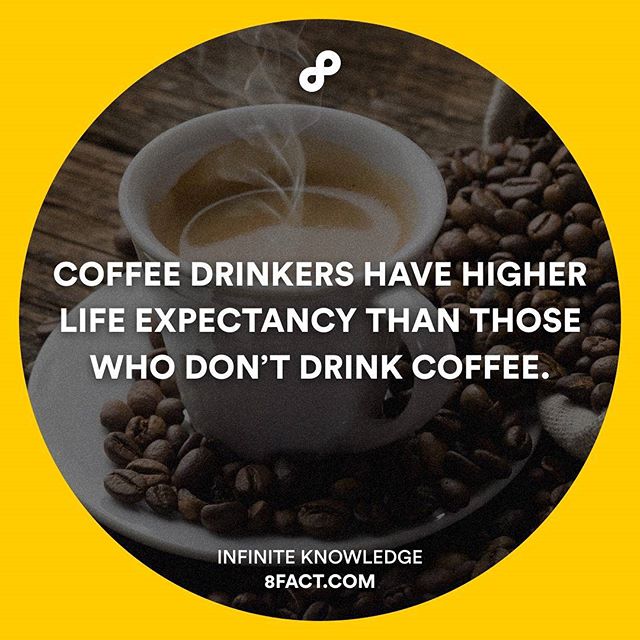 COFFEE DRINKERS HAVE HIGHER
LIFE EXPECTANCY THAN THOSE
WHO DON'T DRINK COFFEE.
INFINITE KNOWLEDGE
8FACT.COM